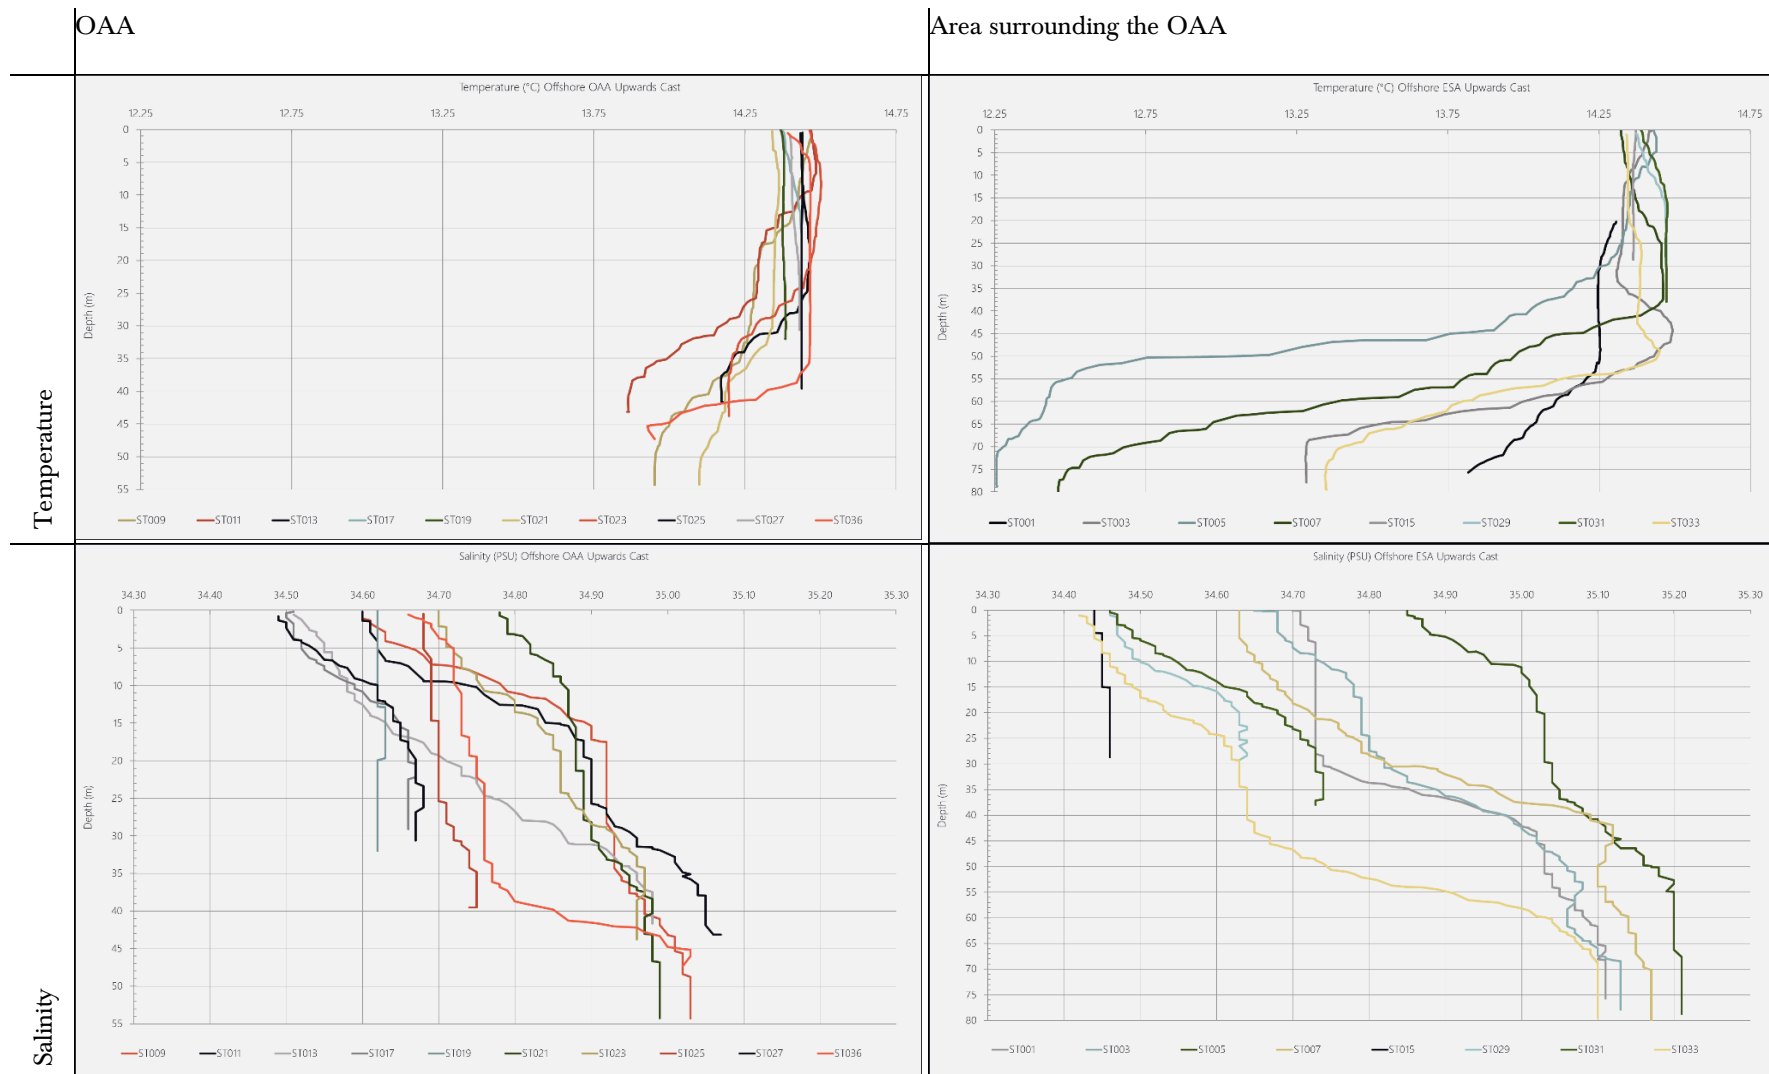 OAA
Area surrounding the OAA
Temperature
Temperature (°C) Offshore OAA Upwards Cast
12.25 12.75 13.25 13.75 14.25 14.75
0
5
10
15
20
25
30
35
40
45
50
55
Depth (m)
ST009 ST011 ST013 ST017 ST019 ST021 ST023 ST025 ST027 ST036
Temperature (°C) Offshore ESA Upwards Cast
12.25 12.75 13.25 13.75 14.25 14.75
0
5
10
15
20
25
30
35
40
45
50
55
60
65
70
75
80
Depth (m)
ST001 ST003 ST005 ST007 ST015 ST029 ST031 ST033
Salinity
Salinity (PSU) Offshore OAA Upwards Cast
34.30 34.40 34.50 34.60 34.70 34.80 34.90 35.00 35.10 35.20 35.30
0
5
10
15
20
25
30
35
40
45
50
55
Depth (m)
ST009 ST011 ST013 ST017 ST019 ST021 ST023 ST025 ST027 ST036
Salinity (PSU) Offshore ESA Upwards Cast
34.30 34.40 34.50 34.60 34.70 34.80 34.90 35.00 35.10 35.20 35.30
0
5
10
15
20
25
30
35
40
45
50
55
60
65
70
75
80
Depth (m)
ST001 ST003 ST005 ST007 ST015 ST029 ST031 ST033